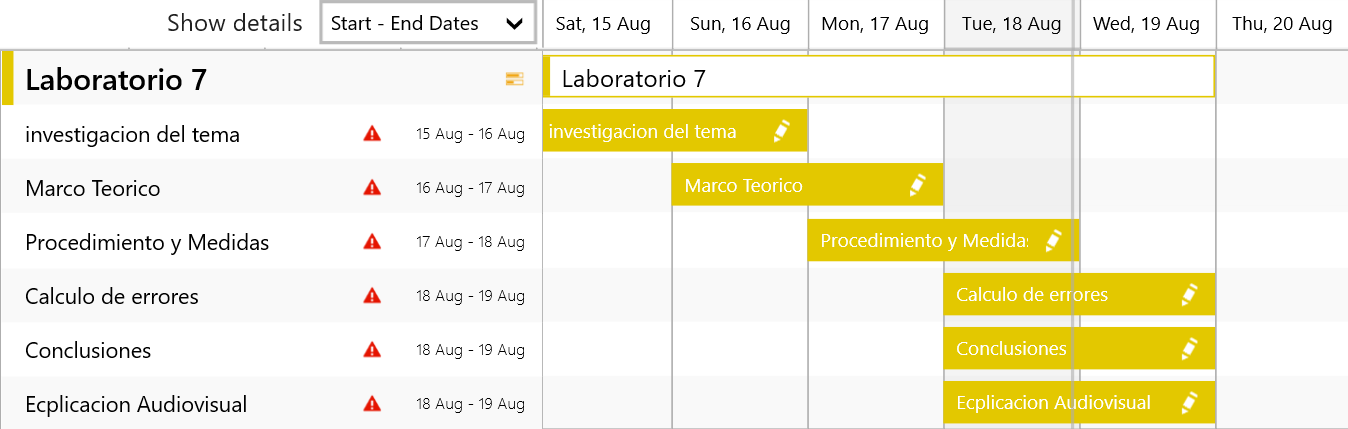 Show details Start - End Dates Sat, 15 Aug Sun, 16 Aug Mon, 17 Aug Tue, 18 Aug Wed, 19 Aug Thu, 20 Aug
Laboratorio 7 Laboratorio 7
investigacion del tema 15 Aug - 16 Aug investigacion del tema
Marco Teorico 16 Aug - 17 Aug Marco Teorico
Procedimiento y Medidas 17 Aug - 18 Aug Procedimiento y Medidas
Calculo de errores 18 Aug - 19 Aug Calculo de errores
Conclusiones 18 Aug - 19 Aug Conclusiones
Ecplicacion Audiovisual 18 Aug - 19 Aug Ecplicacion Audiovisual